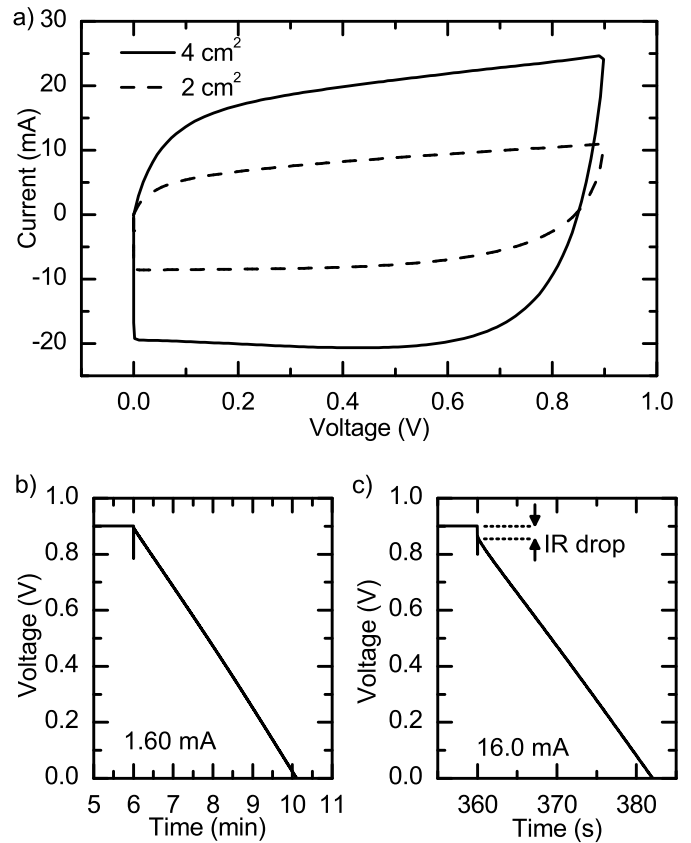 a)
30
20
10
0
-10
-20
Current (mA)
4 cm²
2 cm²
0.0 0.2 0.4 0.6 0.8 1.0
Voltage (V)
b)
1.0
0.8
0.6
0.4
0.2
0.0
Voltage (V)
1.60 mA
5 6 7 8 9 10 11
Time (min)
c)
1.0
0.8
0.6
0.4
0.2
0.0
Voltage (V)
IR drop
16.0 mA
360 370 380
Time (s)